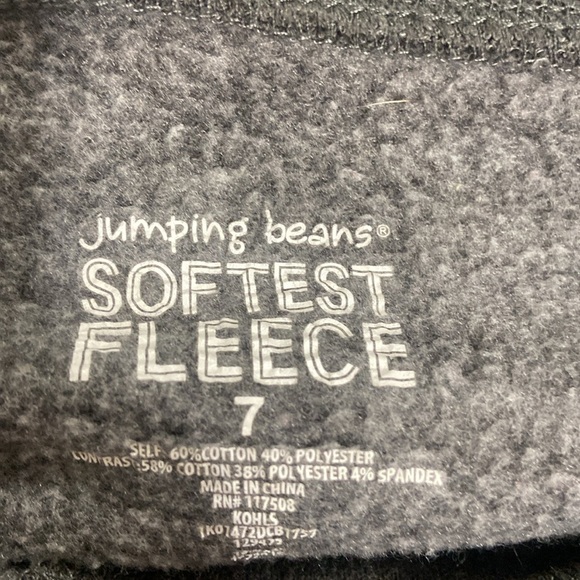 jumping beans®
SOFTEST
FLEECE
7
SELF: 60%COTTON 40% POLYESTER
CONTRAST:58% COTTON 38% POLYESTER 4% SPANDEX
MADE IN CHINA
RN# 117508
KOHLS